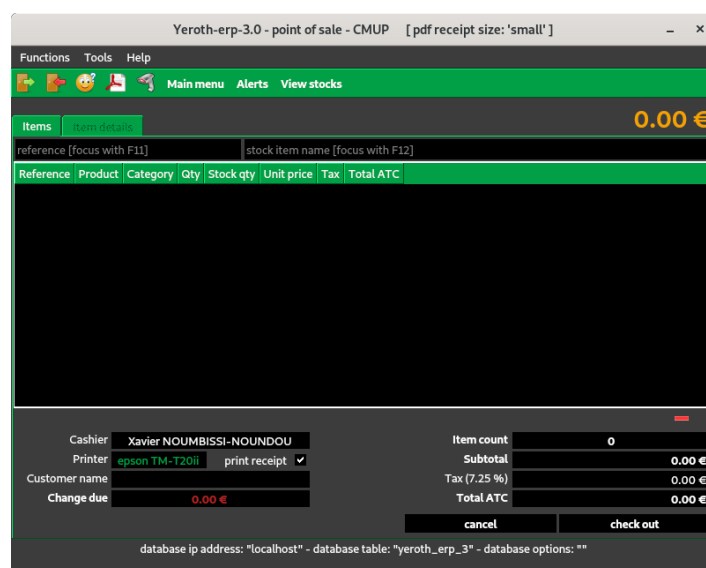 Yeroth-erp-3.0 - point of sale - CMUP [ pdf receipt size: 'small' ]
Functions Tools Help
Main menu Alerts View stocks
0.00 €
Items Item details
reference [focus with F11] stock item name [focus with F12]
Reference Product Category Qty Stock qty Unit price Tax Total ATC
Cashier Xavier NOUMBISSI-NOUNDOU Item count 0
Printer epson TM-T20ii print receipt Subtotal 0.00 €
Customer name Tax (7.25 %) 0.00 €
Change due 0.00 € Total ATC 0.00 €
cancel check out
database ip address: "localhost" - database table: "yeroth_erp_3" - database options: ""